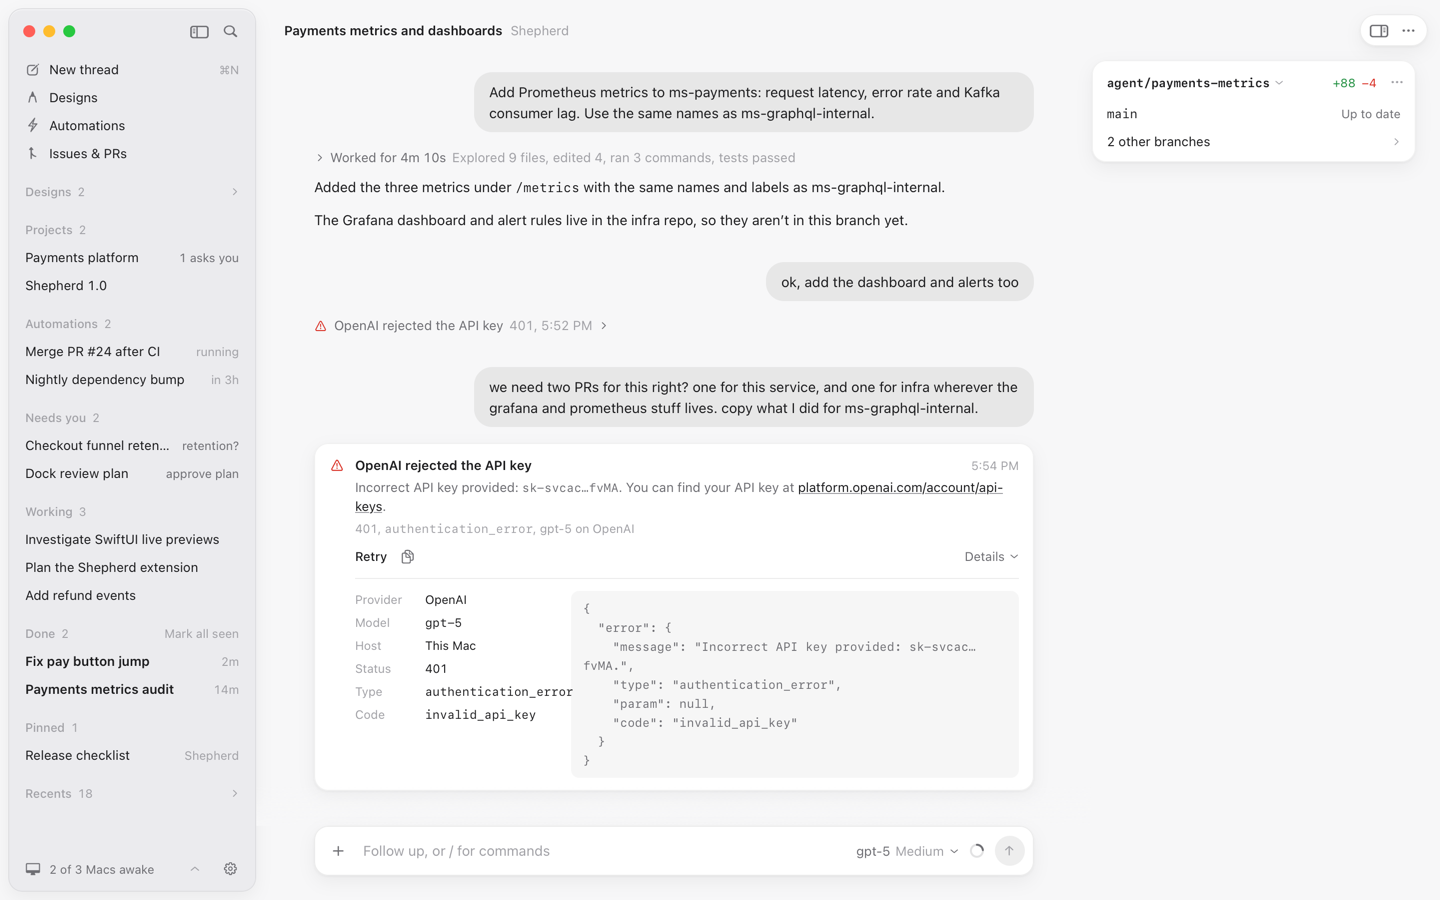 New thread ⌘N
Designs
Automations
Issues & PRs
Designs 2
Projects 2
Payments platform 1 asks you
Shepherd 1.0
Automations 2
Merge PR #24 after CI running
Nightly dependency bump in 3h
Needs you 2
Checkout funnel reten... retention?
Dock review plan approve plan
Working 3
Investigate SwiftUI live previews
Plan the Shepherd extension
Add refund events
Done 2 Mark all seen
Fix pay button jump 2m
Payments metrics audit 14m
Pinned 1
Release checklist Shepherd
Recents 18
2 of 3 Macs awake
Payments metrics and dashboards Shepherd
Add Prometheus metrics to ms-payments: request latency, error rate and Kafka
consumer lag. Use the same names as ms-graphql-internal.
Worked for 4m 10s Explored 9 files, edited 4, ran 3 commands, tests passed
Added the three metrics under /metrics with the same names and labels as ms-graphql-internal.
The Grafana dashboard and alert rules live in the infra repo, so they aren’t in this branch yet.
ok, add the dashboard and alerts too
OpenAI rejected the API key 401, 5:52 PM
we need two PRs for this right? one for this service, and one for infra wherever the
grafana and prometheus stuff lives. copy what I did for ms-graphql-internal.
OpenAI rejected the API key 5:54 PM
Incorrect API key provided: sk-svcac…fvMA. You can find your API key at platform.openai.com/account/api-
keys.
401, authentication_error, gpt-5 on OpenAI
Retry Details
Provider OpenAI
Model gpt-5
Host This Mac
Status 401
Type authentication_error
Code invalid_api_key
{
"error": {
"message": "Incorrect API key provided: sk-svcac…
fvMA.",
"type": "authentication_error",
"param": null,
"code": "invalid_api_key"
}
}
Follow up, or / for commands gpt-5 Medium
agent/payments-metrics +88 −4
main Up to date
2 other branches